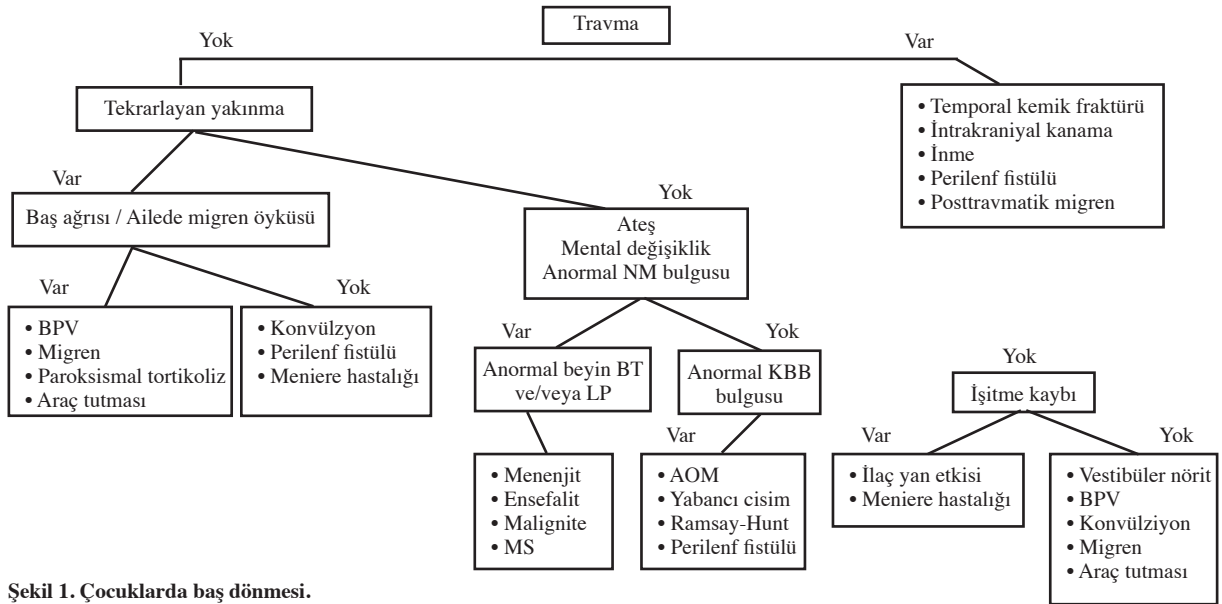 Travma
Yok
Var
Tekrarlayan yakınma
• Temporal kemik fraktürü
• İntrakraniyal kanama
• İnme
• Perilenf fistülü
• Posttravmatik migren
Var
Yok
Baş ağrısı / Ailede migren öyküsü
Ateş
Mental değişiklik
Anormal NM bulgusu
Var
Yok
• BPV
• Migren
• Paroksismal tortikoliz
• Araç tutması
• Konvülzyon
• Perilenf fistülü
• Meniere hastalığı
Var
Yok
Anormal beyin BT
ve/veya LP
Anormal KBB
bulgusu
Yok
İşitme kaybı
Var
Var
Yok
• Menenjit
• Ensefalit
• Malignite
• MS
• AOM
• Yabancı cisim
• Ramsay-Hunt
• Perilenf fistülü
• İlaç yan etkisi
• Meniere hastalığı
• Vestibüler nörit
• BPV
• Konvülziyon
• Migren
• Araç tutması
Şekil 1. Çocuklarda baş dönmesi.